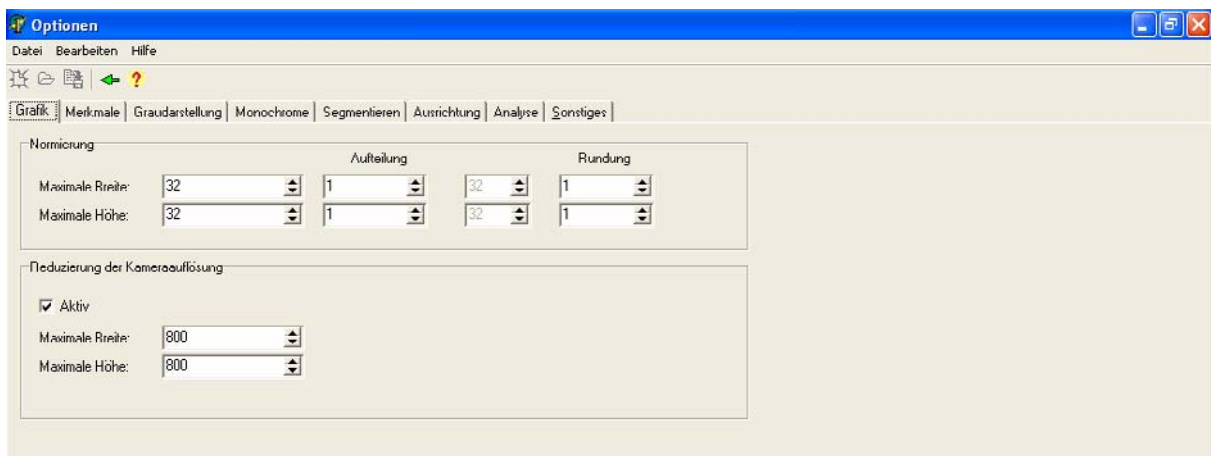 Optionen
Datei Bearbeiten Hilfe
Grafik Merkmale Graudarstellung Monochrome Segmentieren Ausrichtung Analyse Sonstiges
Normierung
Aufteilung Rundung
Maximale Breite: 32 1 32 1
Maximale Höhe: 32 1 32 1
Reduzierung der Kameraauflösung
Aktiv
Maximale Breite: 800
Maximale Höhe: 800